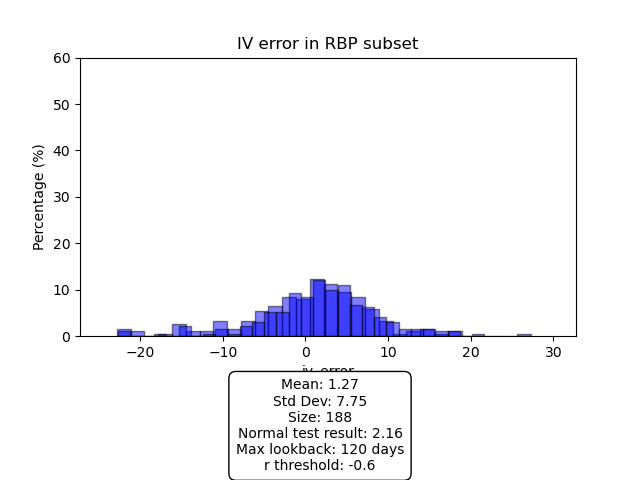 IV error in RBP subset
Percentage (%)
60
50
40
30
20
10
0
−20 −10 0 10 20 30
iv_error
Mean: 1.27
Std Dev: 7.75
Size: 188
Normal test result: 2.16
Max lookback: 120 days
r threshold: -0.6